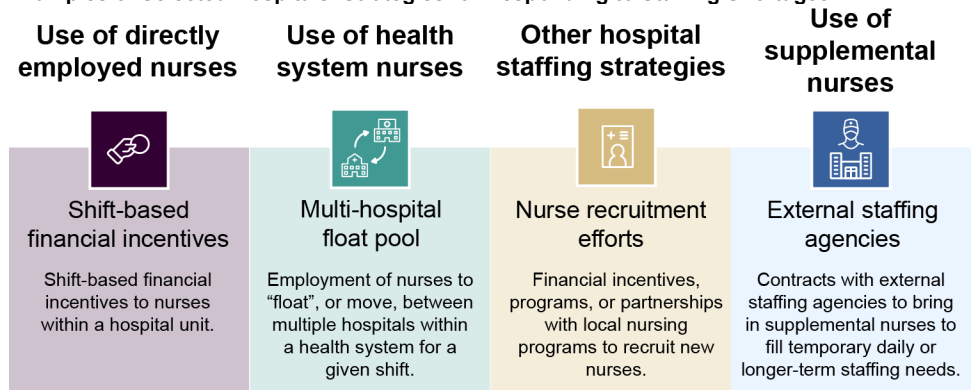 Use of directly
employed nurses
Shift-based
financial incentives
Shift-based financial
incentives to nurses
within a hospital unit.
Use of health
system nurses
Multi-hospital
float pool
Employment of nurses to
“float”, or move, between
multiple hospitals within
a health system for a
given shift.
Other hospital
staffing strategies
Nurse recruitment
efforts
Financial incentives,
programs, or partnerships
with local nursing
programs to recruit new
nurses.
Use of
supplemental
nurses
External staffing
agencies
Contracts with external
staffing agencies to bring
in supplemental nurses to
fill temporary daily or
longer-term staffing needs.